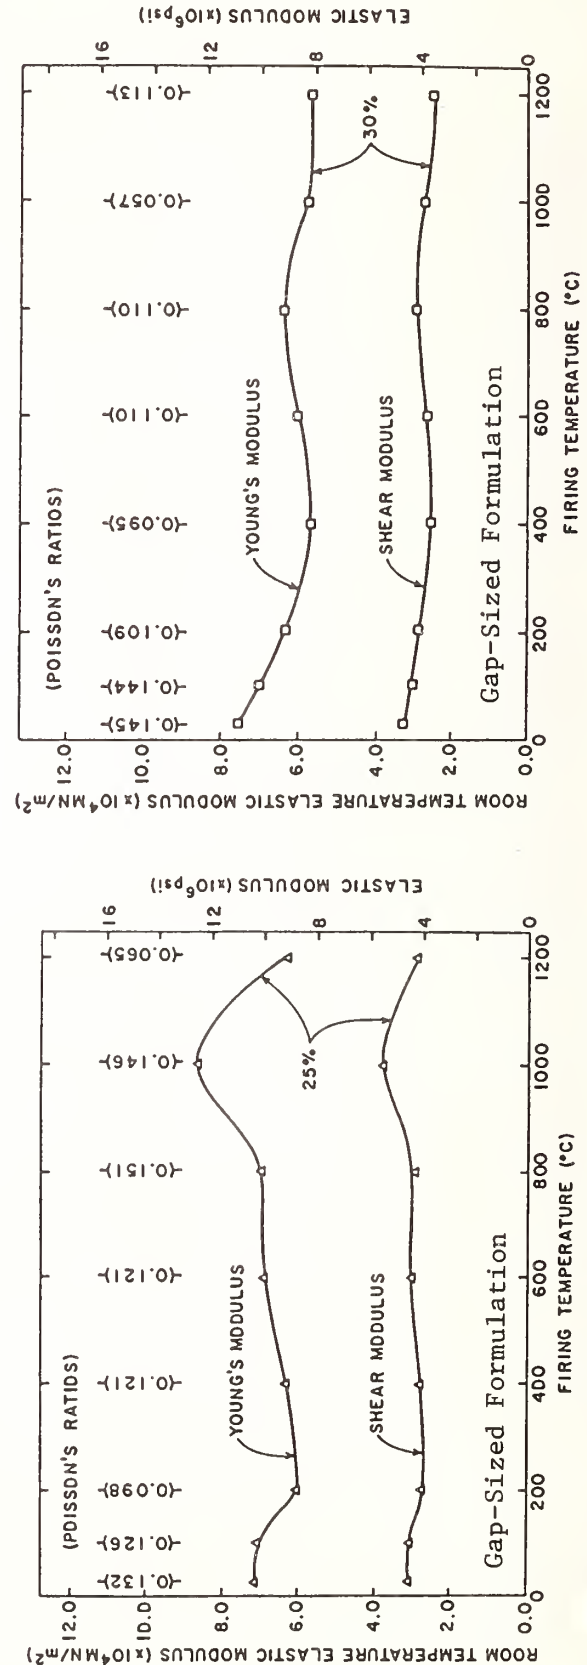 ROOM TEMPERATURE ELASTIC MODULUS (x10⁴MN/m²)
12.0
10.0
8.0
6.0
4.0
2.0
0.0
(POISSON'S RATIOS)
{0.132}
{0.126}
{0.098}
{0.121}
{0.121}
{0.151}
{0.146}
{0.065}
YOUNG'S MODULUS
25%
SHEAR MODULUS
Gap-Sized Formulation
0 200 400 600 800 1000 1200
FIRING TEMPERATURE (°C)
ELASTIC MODULUS (x10⁶psi)
16
12
8
4
0
ROOM TEMPERATURE ELASTIC MODULUS (x10⁴MN/m²)
12.0
10.0
8.0
6.0
4.0
2.0
0.0
(POISSON'S RATIOS)
{0.145}
{0.144}
{0.109}
{0.095}
{0.110}
{0.110}
{0.057}
{0.113}
YOUNG'S MODULUS
30%
SHEAR MODULUS
Gap-Sized Formulation
0 200 400 600 800 1000 1200
FIRING TEMPERATURE (°C)
ELASTIC MODULUS (x10⁶psi)
16
12
8
4
0